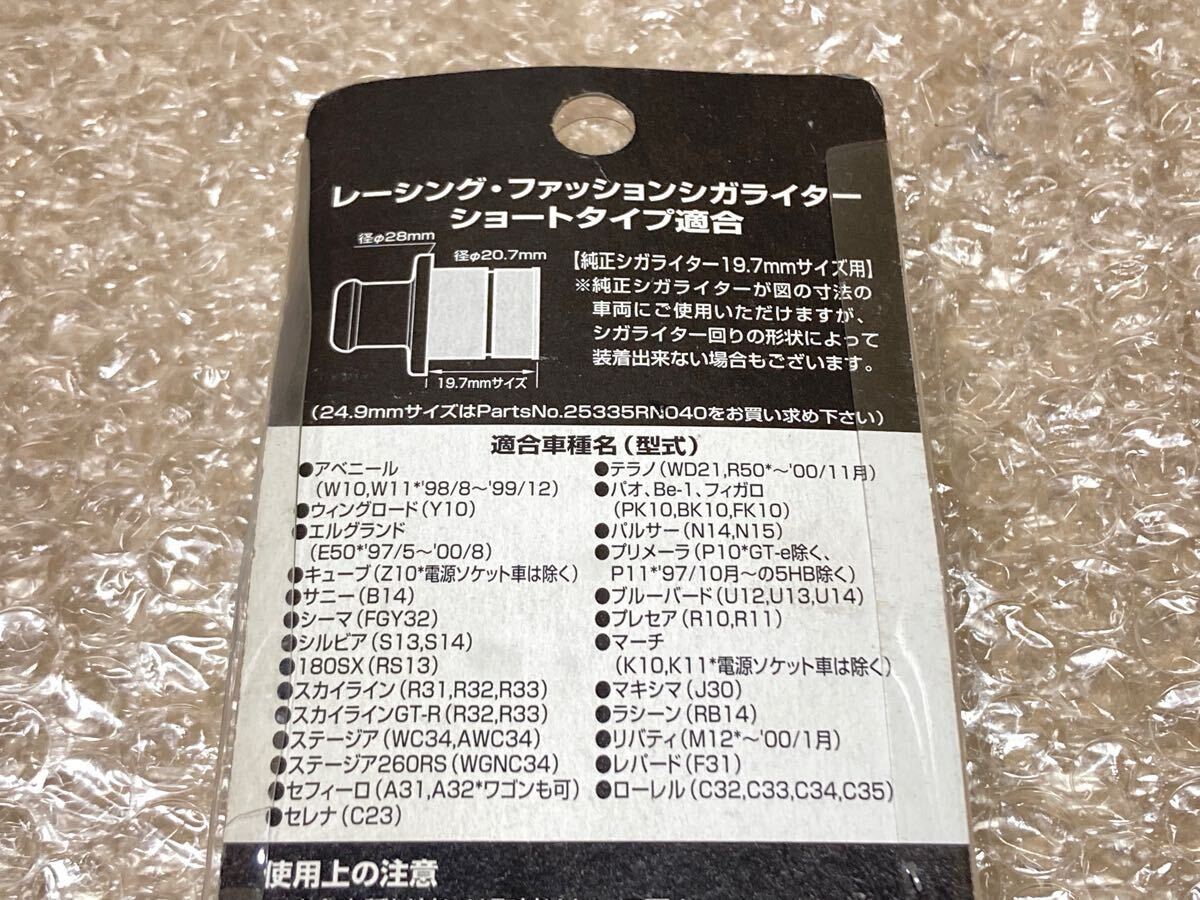 レーシング・ファッションシガライター
ショートタイプ適合
径φ28mm
径φ20.7mm
19.7mmサイズ
【純正シガライター19.7mmサイズ用】
※純正シガライターが図の寸法の
車両にご使用いただけますが、
シガライター回りの形状によって
装着出来ない場合もございます。
(24.9mmサイズはPartsNo.25335RN040をお買い求め下さい)
適合車種名(型式)
●アベニール
(W10,W11*'98/8～'99/12)
●ウィングロード(Y10)
●エルグランド
(E50*'97/5～'00/8)
●キューブ(Z10*電源ソケット車は除く)
●サニー(B14)
●シーマ(FGY32)
●シルビア(S13,S14)
●180SX(RS13)
●スカイライン(R31,R32,R33)
●スカイラインGT-R(R32,R33)
●ステージア(WC34,AWC34)
●ステージア260RS(WGNC34)
●セフィーロ(A31,A32*ワゴンも可)
●セレナ(C23)
●テラノ(WD21,R50*～'00/11月)
●パオ、Be-1、フィガロ
(PK10,BK10,FK10)
●パルサー(N14,N15)
●プリメーラ(P10*GT-e除く、
P11*'97/10月～の5HB除く)
●ブルーバード(U12,U13,U14)
●プレセア(R10,R11)
●マーチ
(K10,K11*電源ソケット車は除く)
●マキシマ(J30)
●ラシーン(RB14)
●リバティ(M12*～'00/1月)
●レパード(F31)
●ローレル(C32,C33,C34,C35)
使用上の注意